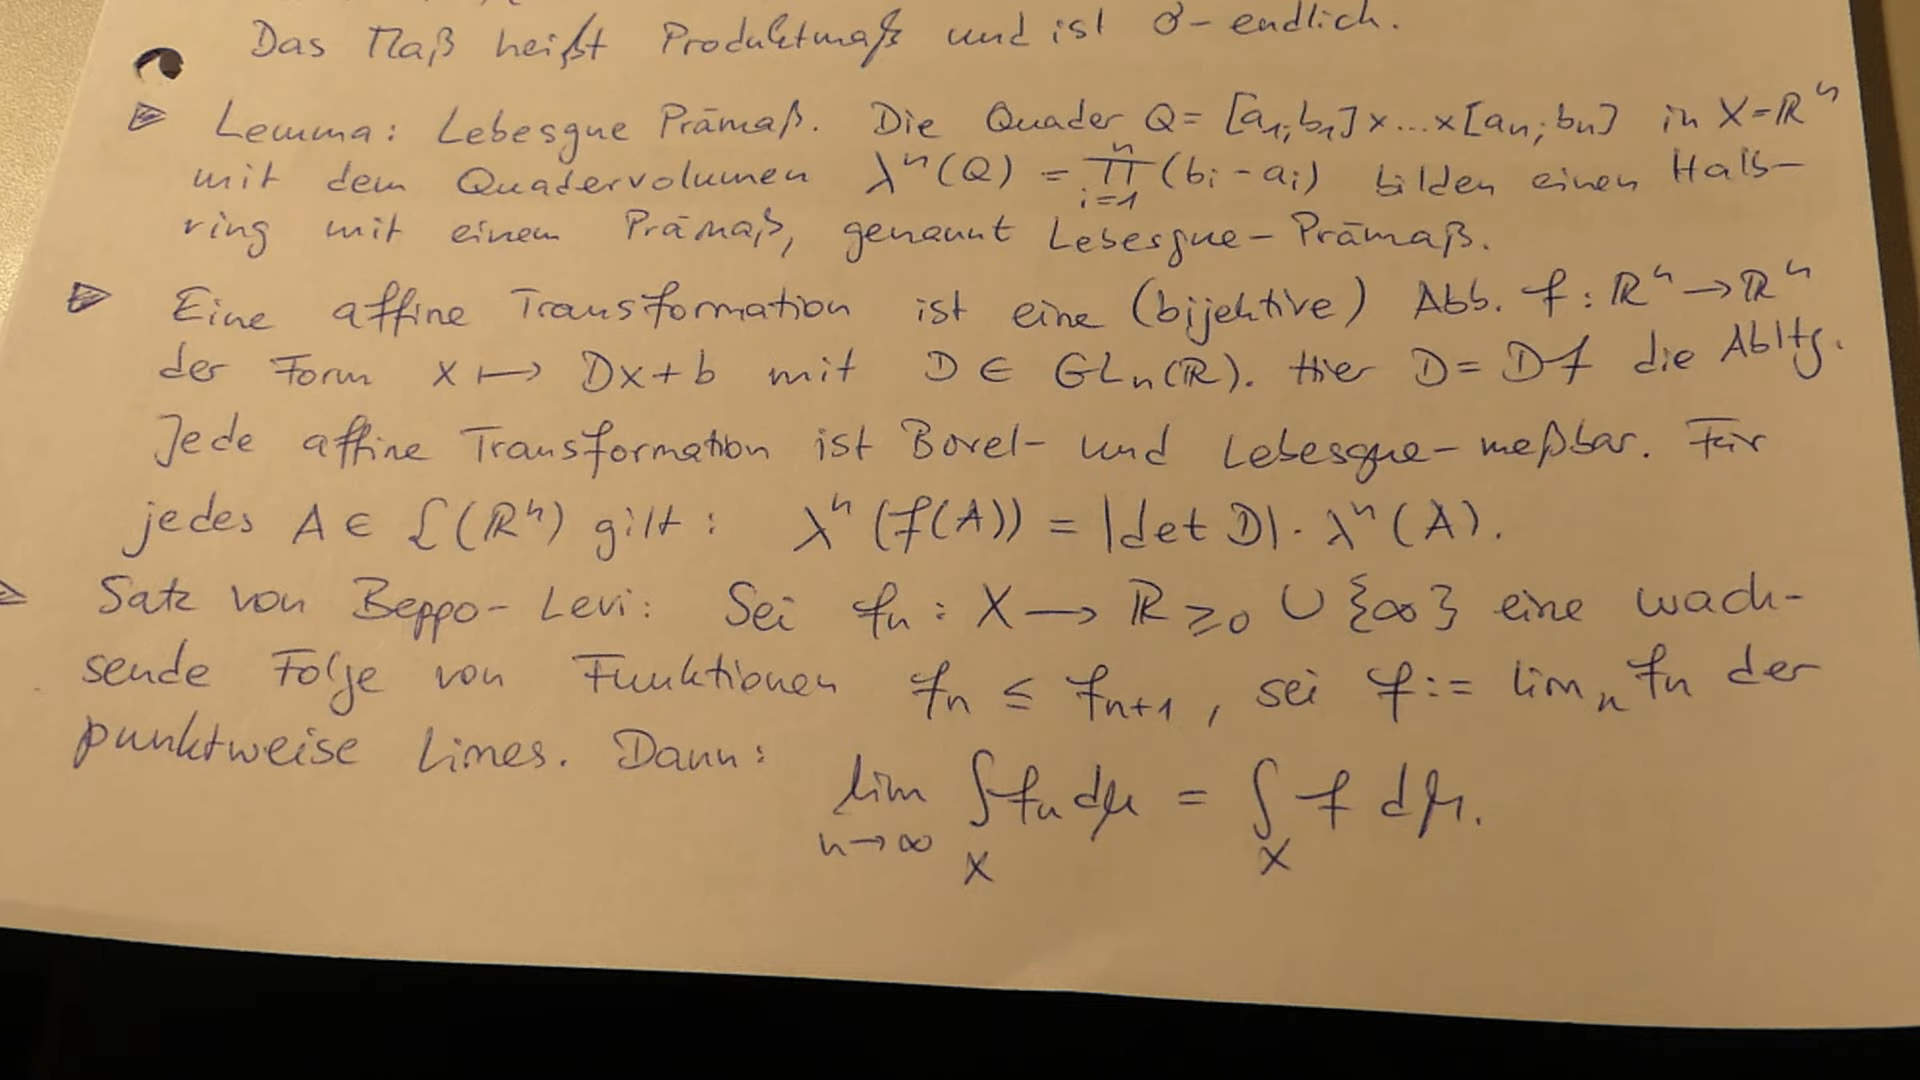 Das Maß heißt Produktmaß und ist σ-endlich.
▷ Lemma: Lebesgue Prämaß. Die Quader Q = [a₁; b₁] x...x [aₙ; bₙ] in X = ℝⁿ
mit dem Quadervolumen λⁿ(Q) = ∏ᵢ₌₁ⁿ (bᵢ - aᵢ) bilden einen Halb-
ring mit einem Prämaß, genannt Lebesgue-Prämaß.
▷ Eine affine Transformation ist eine (bijektive) Abb. f : ℝⁿ → ℝⁿ
der Form x ↦ Dx + b mit D ∈ GLₙ(ℝ). Hier D = Df die Abltg.
Jede affine Transformation ist Borel- und Lebesgue-meßbar. Für
jedes A ∈ ℒ(ℝⁿ) gilt : λⁿ (f(A)) = |det D| · λⁿ(A).
▷ Satz von Beppo-Levi: Sei fₙ : X → ℝ≥0 ∪ {∞} eine wach-
sende Folge von Funktionen fₙ ≤ fₙ₊₁, sei f := limₙ fₙ der
punktweise Limes. Dann:
lim n→∞ ∫_X fₙ dμ = ∫_X f dμ.